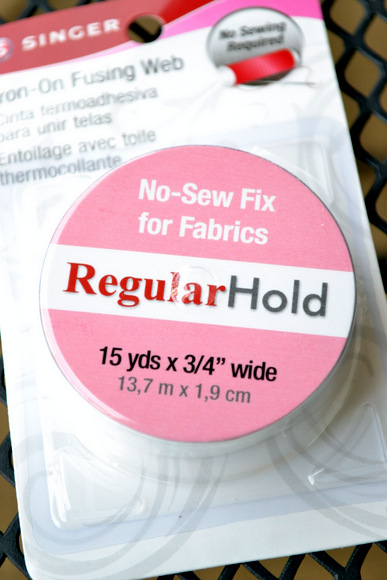 SINGER
No Sewing
Required
ron-On Fusing Web
Cinta termoadhesiva
para unir telas
Entoilage avec toile
thermocollante
No-Sew Fix
for Fabrics
RegularHold
15 yds x 3/4" wide
13,7 m x 1,9 cm